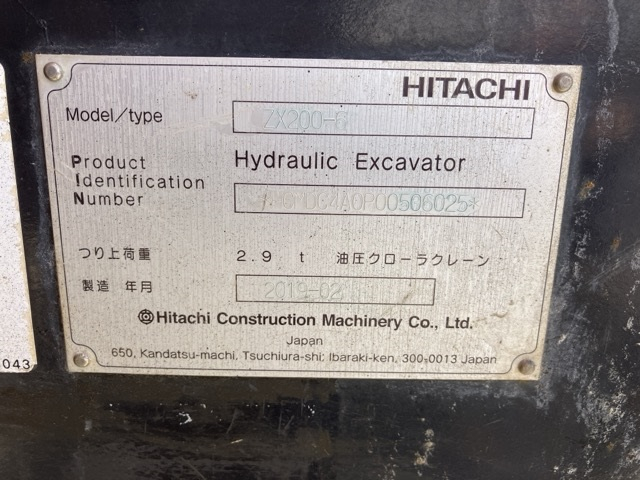 HITACHI
Model/type ZX200-6
Product Hydraulic Excavator
Identification
Number
つり上荷重 2.9 t 油圧クローラクレーン
製造 年月 2019-02
Hitachi Construction Machinery Co., Ltd.
Japan
650, Kandatsu-machi, Tsuchiura-shi; Ibaraki-ken, 300-0013 Japan
043